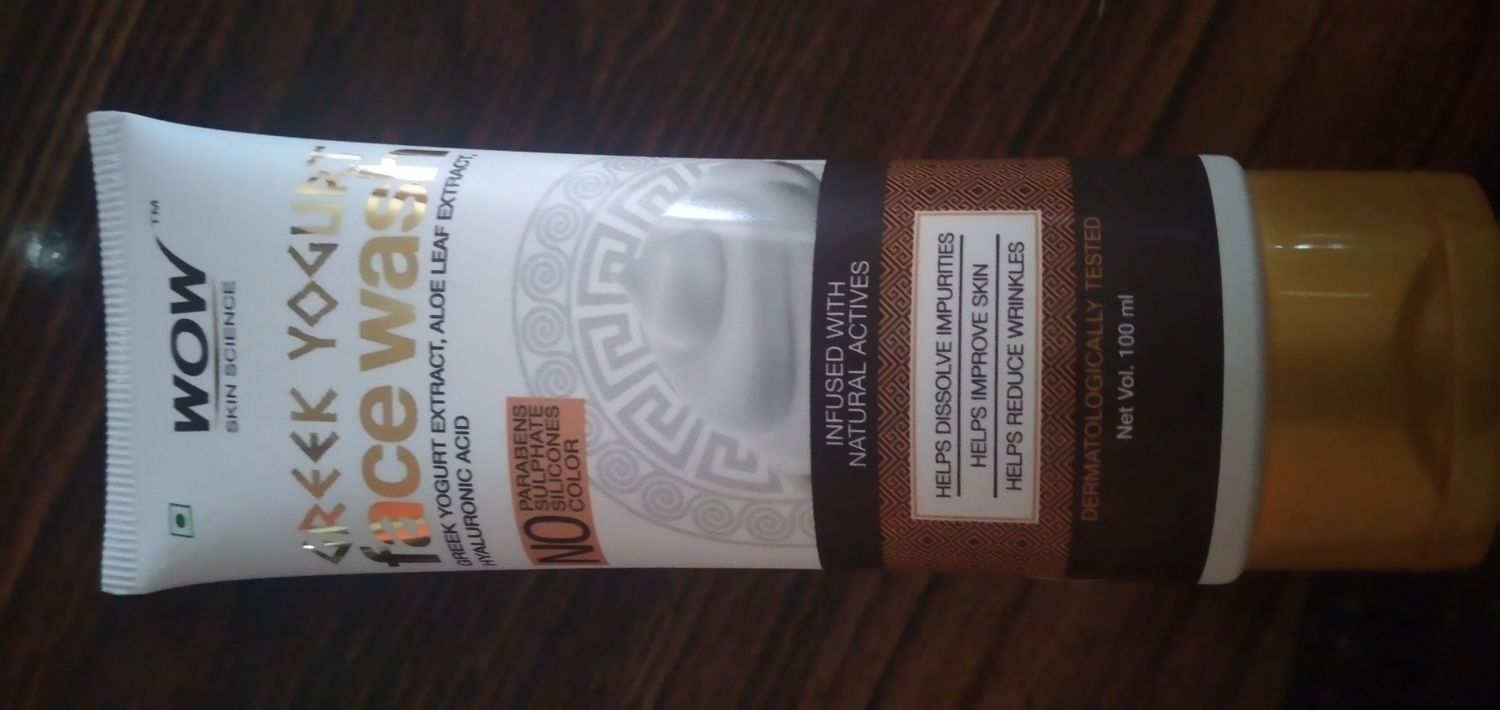 WOW™
SKIN SCIENCE
GREEK YOGURT
face wash
GREEK YOGURT EXTRACT, ALOE LEAF EXTRACT,
HYALURONIC ACID
NO
PARABENS
SULPHATE
SILICONES
COLOR
INFUSED WITH
NATURAL ACTIVES
HELPS DISSOLVE IMPURITIES
HELPS IMPROVE SKIN
HELPS REDUCE WRINKLES
DERMATOLOGICALLY TESTED
Net Vol. 100 ml